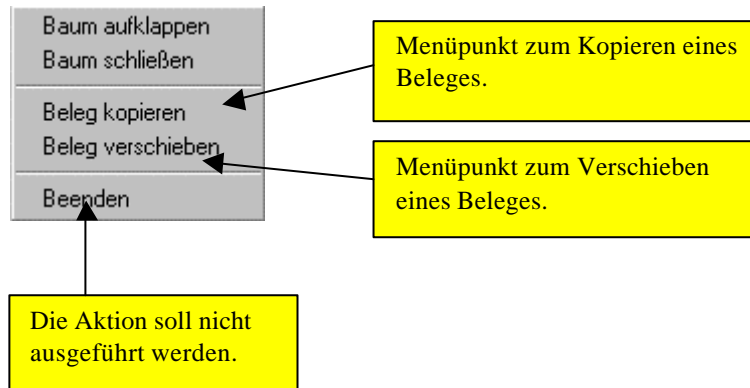 Baum aufklappen
Baum schließen
Beleg kopieren
Beleg verschieben
Beenden
Menüpunkt zum Kopieren eines
Beleges.
Menüpunkt zum Verschieben
eines Beleges.
Die Aktion soll nicht
ausgeführt werden.